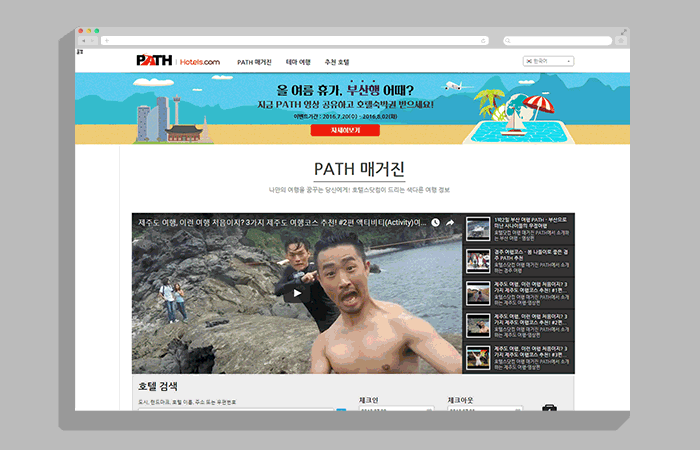 PATH | Hotels.com
PATH 매거진
테마 여행
추천 호텔
한국어
올 여름 휴가, 부산행 어때?
지금 PATH 영상 공유하고 호텔숙박권 받으세요!
이벤트기간 : 2016.7.20(수) ~ 2016.8.02(화)
자세히보기
PATH 매거진
나만의 여행을 꿈꾸는 당신에게! 호텔스닷컴이 드리는 색다른 여행 정보
제주도 여행, 이런 여행 처음이지? 3가지 제주도 여행코스 추천! #2편 액티비티(Activity)여...
1박2일 부산 여행 PATH - 부산으로
떠난 사나이들의 무경여행
호텔닷컴 여행 매거진 PATH에서 소개하
는 부산 여행 - 영상편
경주 여행코스 - 봄 나들이로 좋은 경
주 PATH 추천
호텔스닷컴 여행 매거진 PATH에서 소개
하는 경주 여행
제주도 여행, 이런 여행 처음이지? 3
가지 제주도 여행코스 추천! #1편...
호텔스닷컴 여행 매거진 PATH에서 소개
하는 제주도 여행-영상편
제주도 여행, 이런 여행 처음이지? 3
가지 제주도 여행코스 추천! #2편...
호텔스닷컴 여행 매거진 PATH에서 소개
하는 제주도 여행-영상편
제주도 여행, 이런 여행 처음이지? 3
가지 제주도 여행코스 추천! #3편...
호텔스닷컴 여행 매거진 PATH에서 소개
하는 제주도 여행-영상편
호텔 검색
도시, 랜드마크, 호텔 이름, 주소 또는 우편번호
체크인
체크아웃